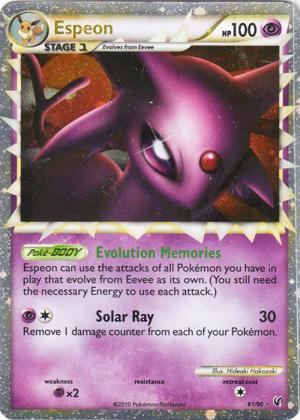 Espeon
HP 100
STAGE 1 Evolves from Eevee
Poké-BODY Evolution Memories
Espeon can use the attacks of all Pokémon you have in
play that evolve from Eevee as its own. (You still need
the necessary Energy to use each attack.)
Solar Ray 30
Remove 1 damage counter from each of your Pokémon.
Illus. Hideaki Hakozaki
weakness resistance retreat cost
×2
81/90
©2010 Pokémon/Nintendo